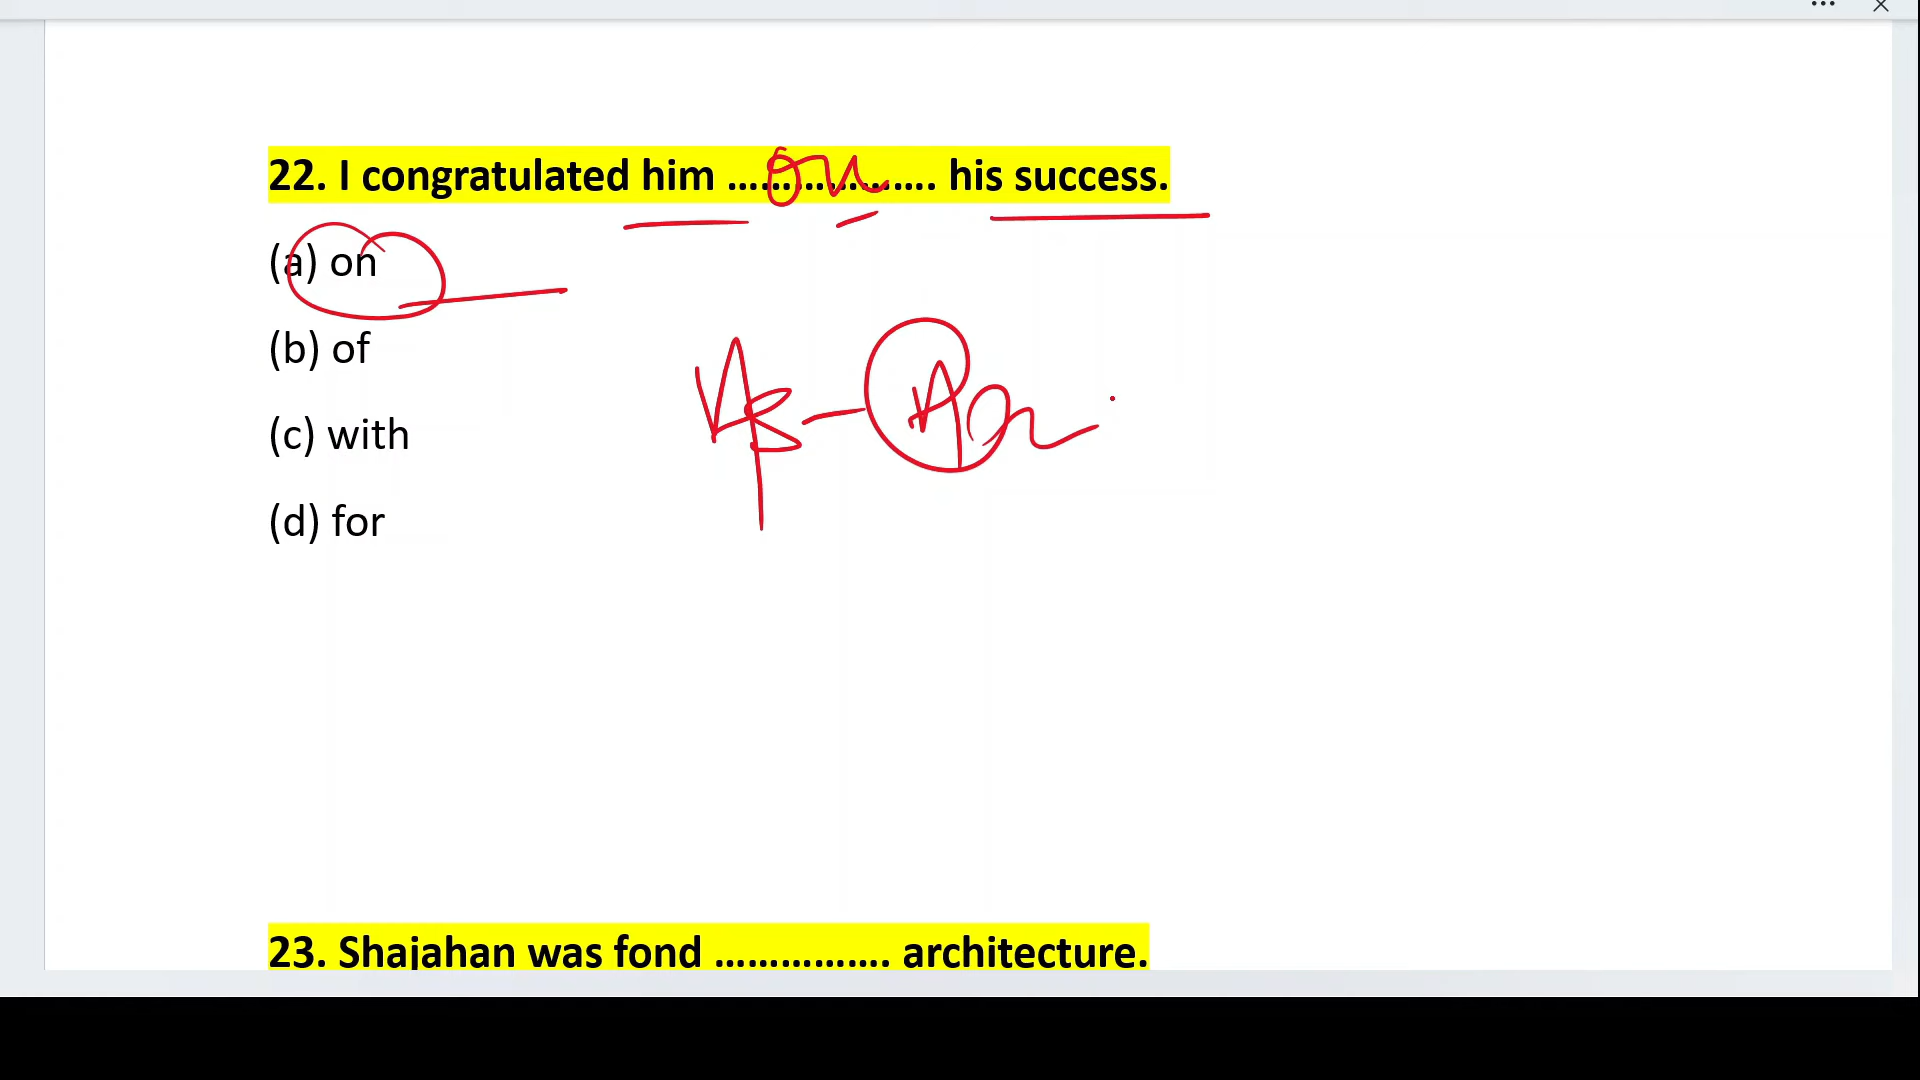 22. I congratulated him ................... his success.
on
(a) on
(b) of
(c) with
(d) for
23. Shajahan was fond ................ architecture.